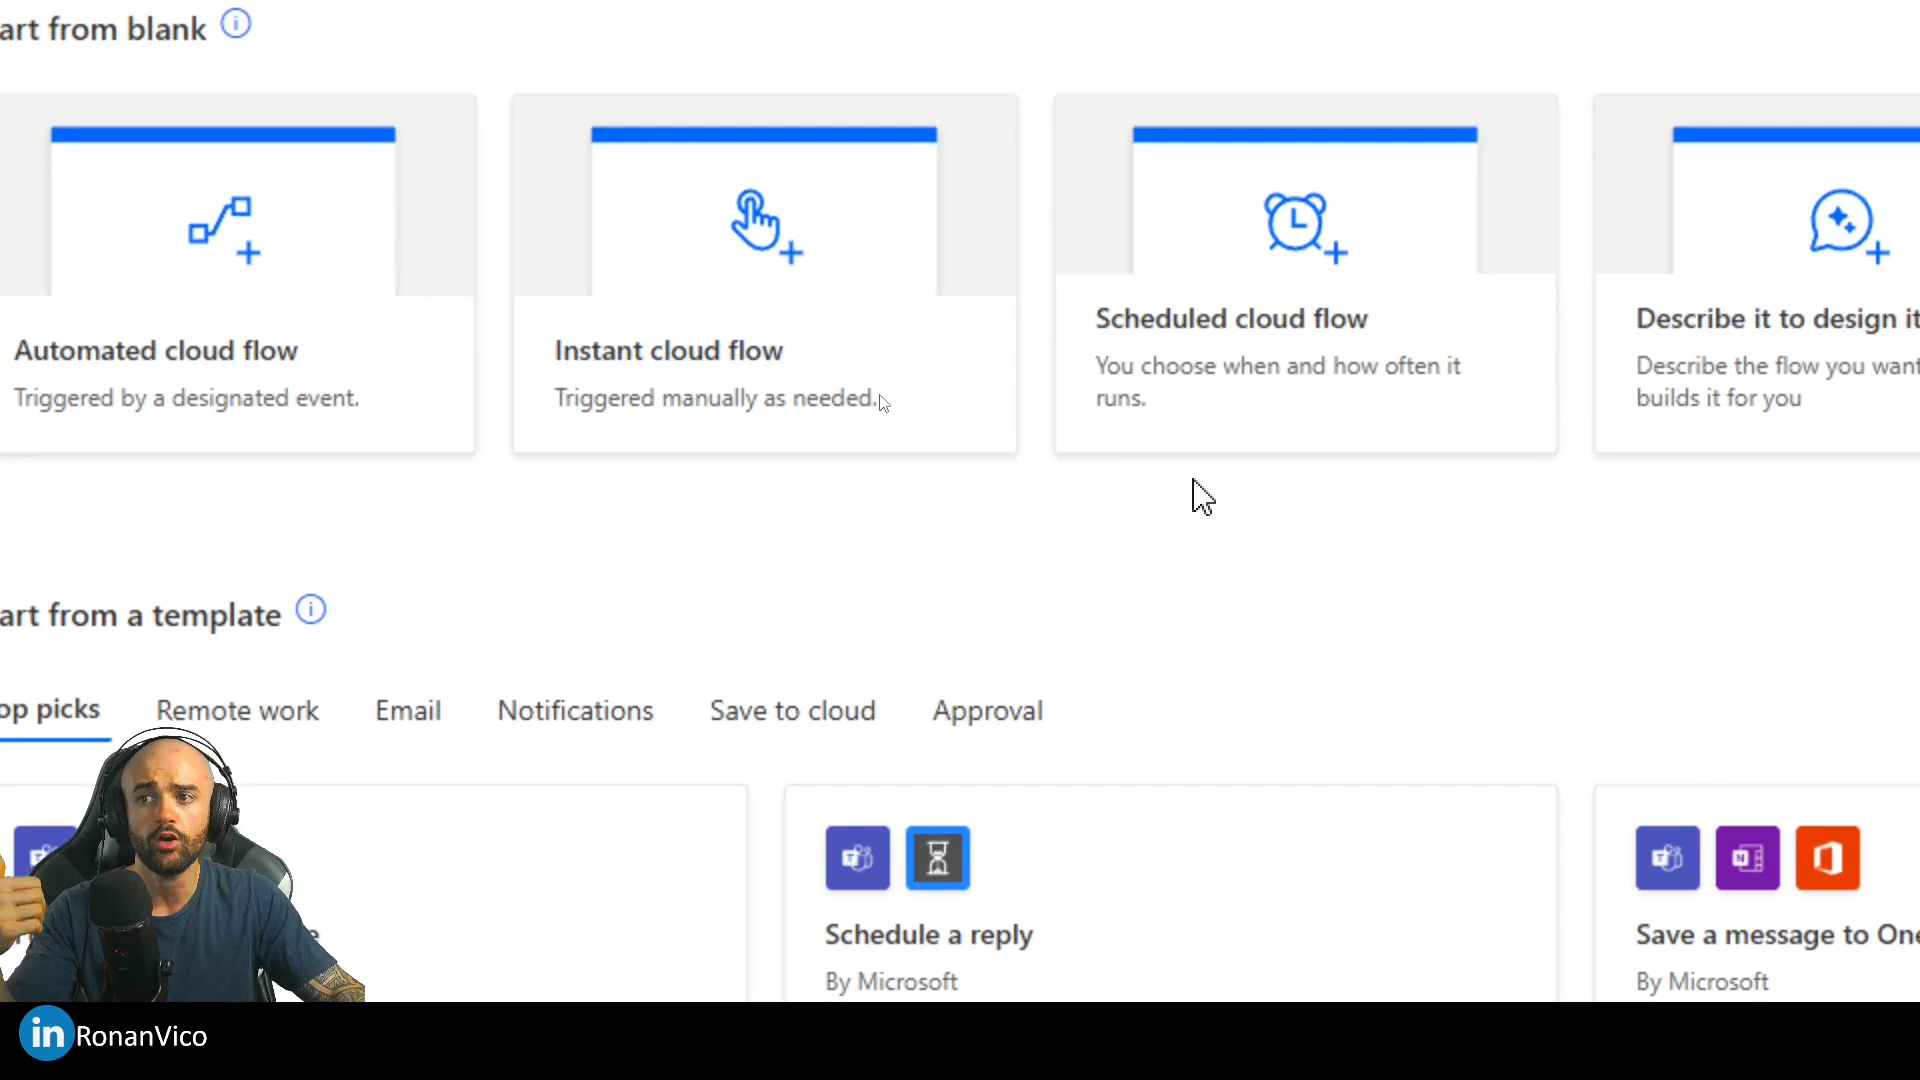 art from blank
Automated cloud flow
Triggered by a designated event.
Instant cloud flow
Triggered manually as needed.
Scheduled cloud flow
You choose when and how often it
runs.
Describe it to design it
Describe the flow you want
builds it for you
art from a template
op picks
Remote work
Email
Notifications
Save to cloud
Approval
Schedule a reply
By Microsoft
Save a message to One
By Microsoft
in RonanVico